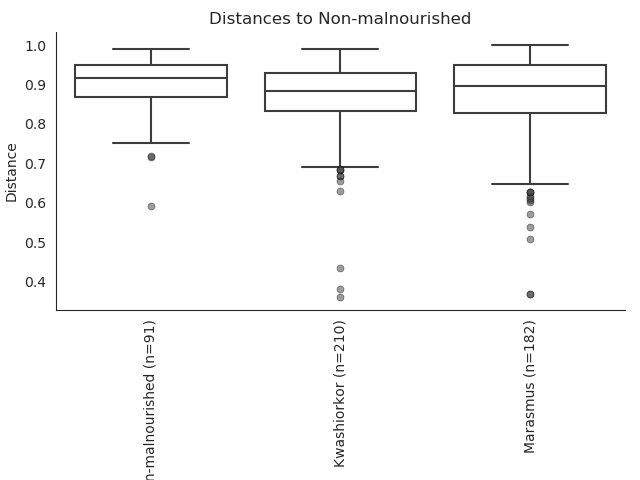 Distances to Non-malnourished
1.0
0.9
0.8
0.7
0.6
0.5
0.4
Distance
n-malnourished (n=91)
Kwashiorkor (n=210)
Marasmus (n=182)